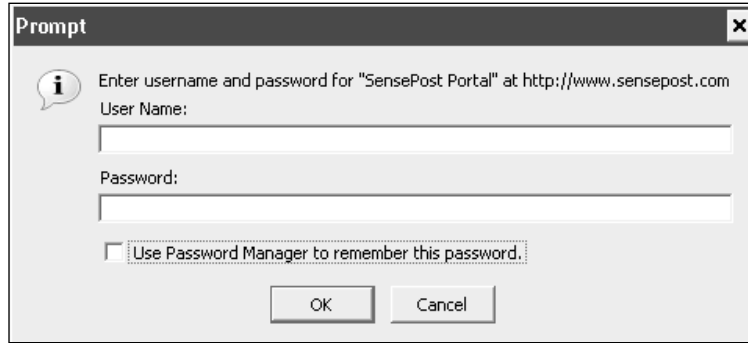 Prompt
Enter username and password for "SensePost Portal" at http://www.sensepost.com
User Name:
Password:
Use Password Manager to remember this password.
OK
Cancel